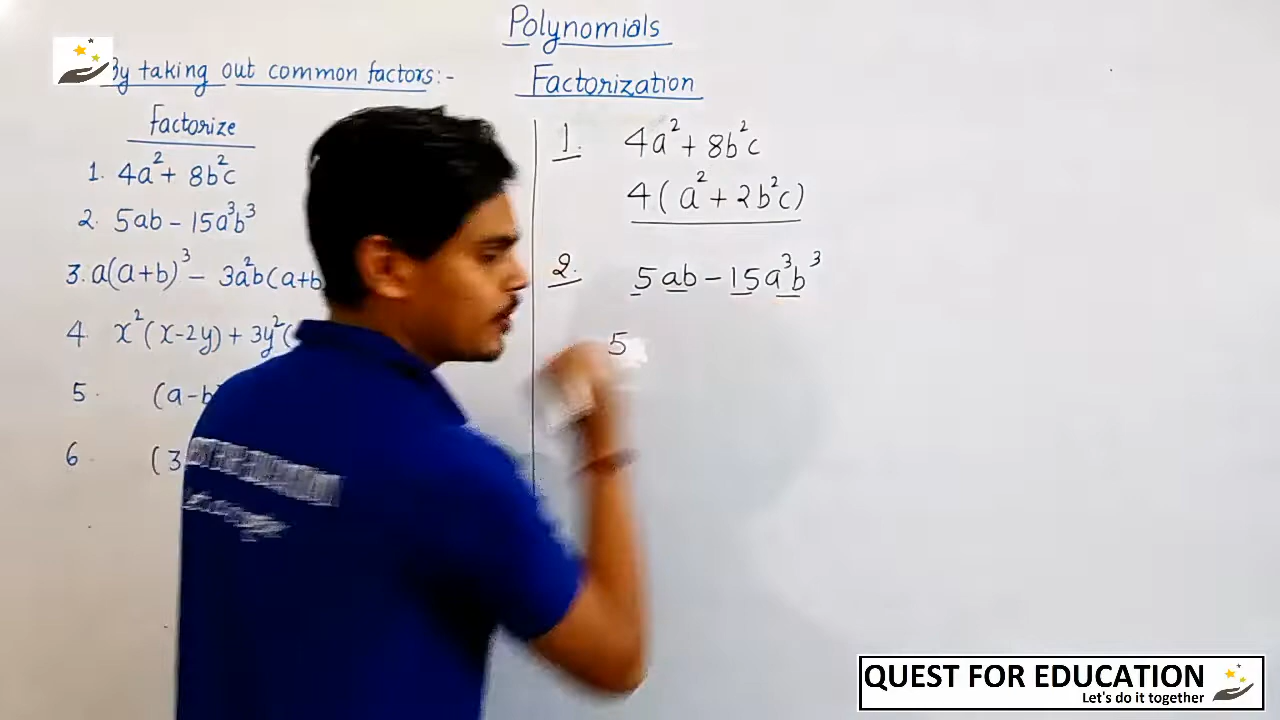 Polynomials
By taking out common factors:-
Factorization
Factorize
1. 4a² + 8b²c
2. 5ab - 15a³b³
3. a(a+b)³ - 3a²b(a+b
4 x²(x-2y) + 3y²(
5. (a-b
6 (3
1. 4a² + 8b²c
4(a² + 2b²c)
2. 5ab - 15a³b³
5
QUEST FOR EDUCATION
Let's do it together